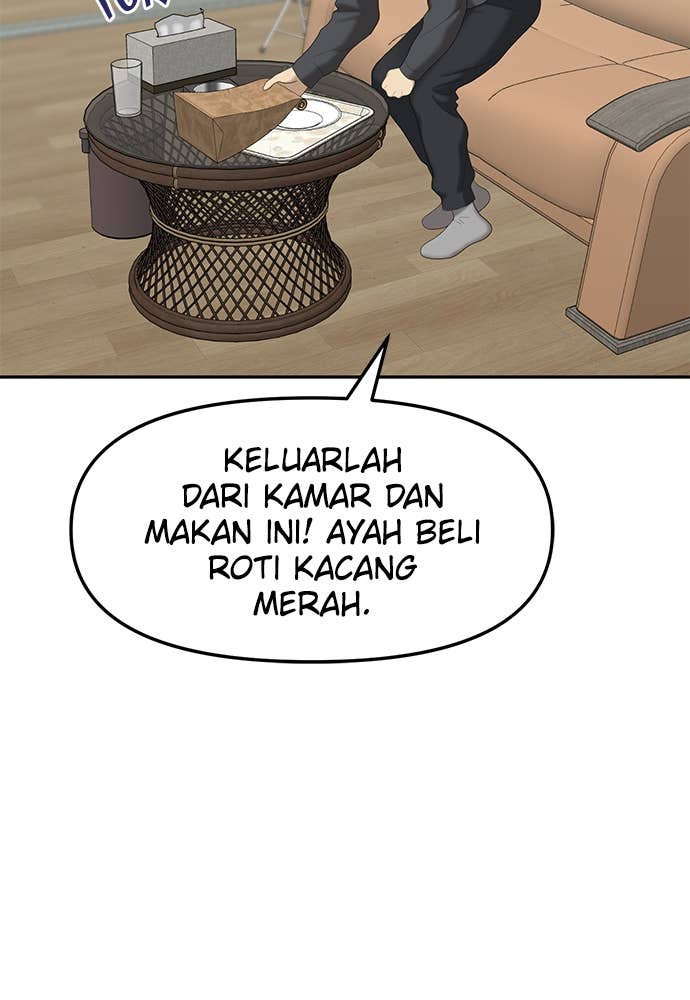 KELUARLAH
DARI KAMAR DAN
MAKAN INI! AYAH BELI
ROTI KACANG
MERAH.